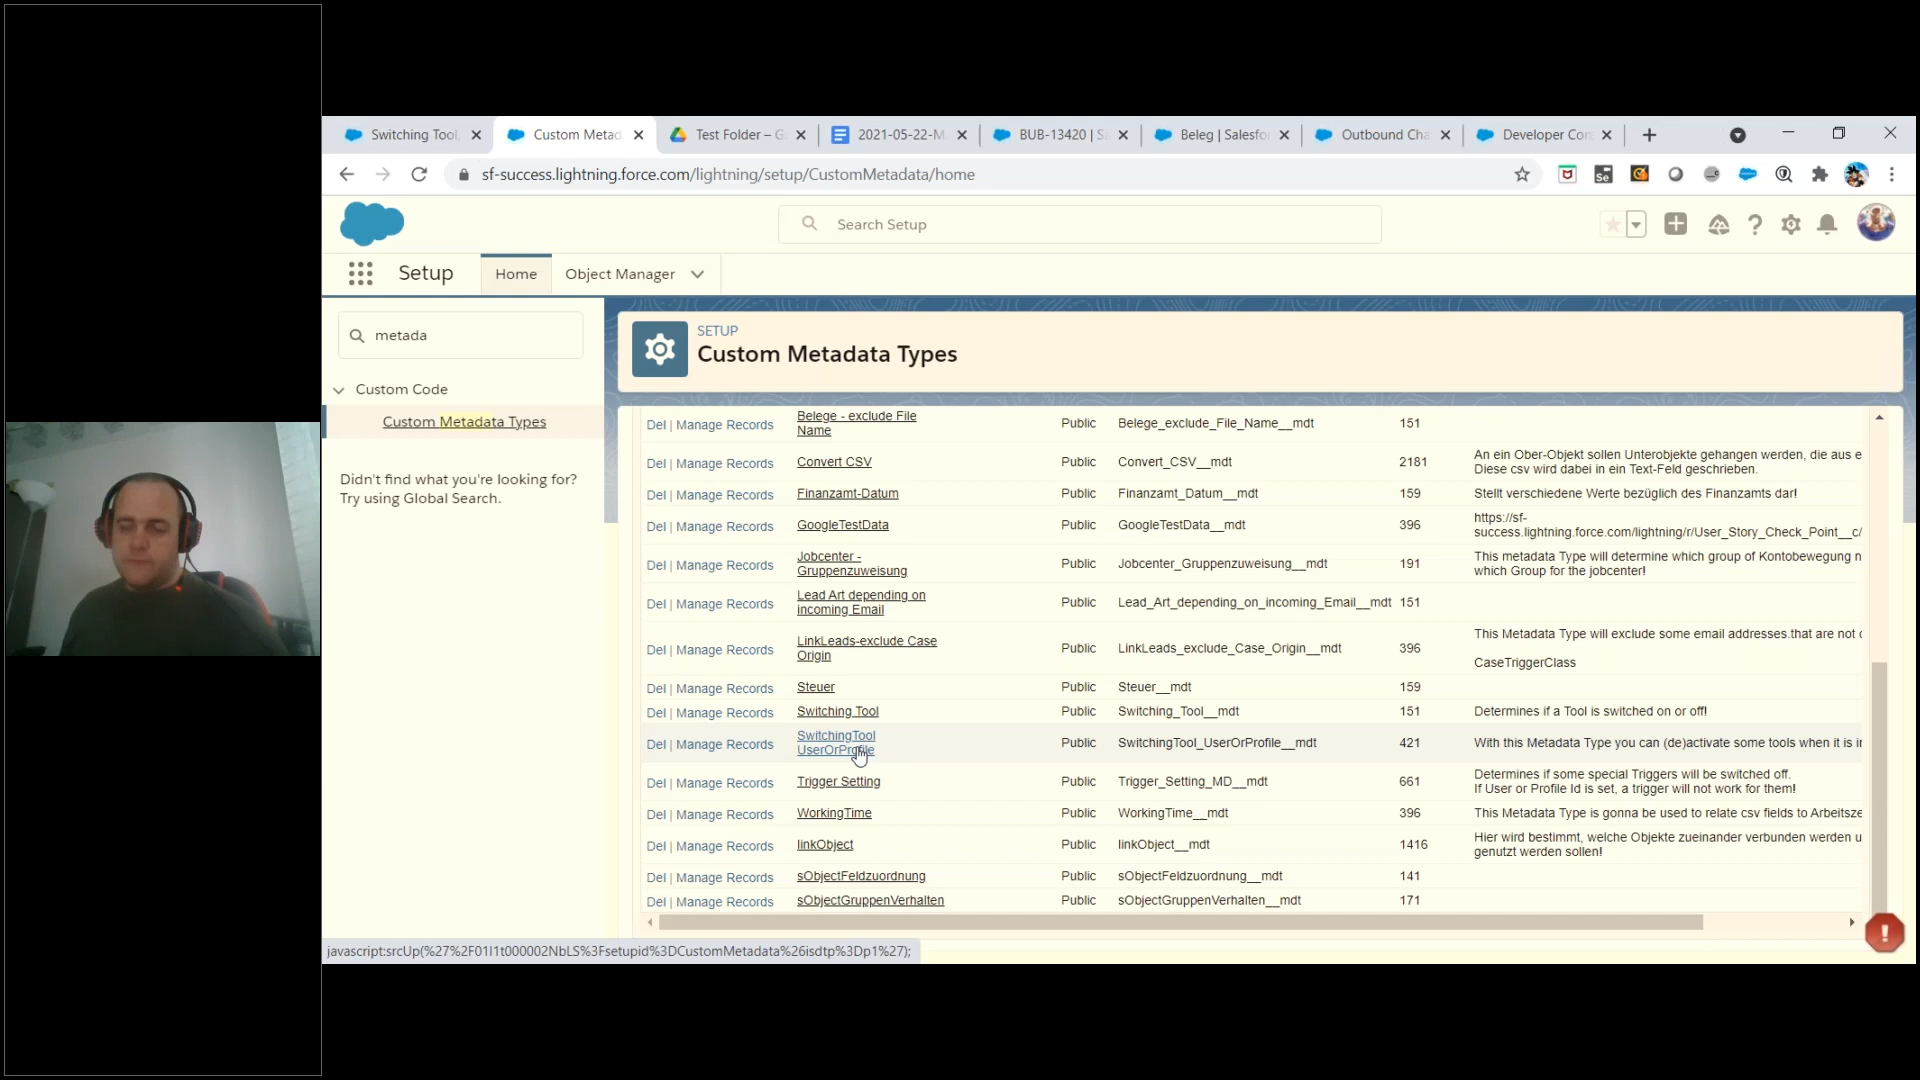 Switching Tool,
Custom Metad
Test Folder – G
2021-05-22-M
BUB-13420 | S
Beleg | Salesfo
Outbound Cha
Developer Con
sf-success.lightning.force.com/lightning/setup/CustomMetadata/home
Search Setup
Setup
Home
Object Manager
metada
Custom Code
Custom Metadata Types
Didn't find what you're looking for?
Try using Global Search.
SETUP
Custom Metadata Types
Del | Manage Records Belege - exclude File Name Public Belege_exclude_File_Name__mdt 151
Del | Manage Records Convert CSV Public Convert_CSV__mdt 2181 An ein Ober-Objekt sollen Unterobjekte gehangen werden, die aus e
Diese csv wird dabei in ein Text-Feld geschrieben.
Del | Manage Records Finanzamt-Datum Public Finanzamt_Datum__mdt 159 Stellt verschiedene Werte bezüglich des Finanzamts dar!
Del | Manage Records GoogleTestData Public GoogleTestData__mdt 396 https://sf-
success.lightning.force.com/lightning/r/User_Story_Check_Point__c/
Del | Manage Records Jobcenter - Gruppenzuweisung Public Jobcenter_Gruppenzuweisung__mdt 191 This metadata Type will determine which group of Kontobewegung n
which Group for the jobcenter!
Del | Manage Records Lead Art depending on incoming Email Public Lead_Art_depending_on_incoming_Email__mdt 151
Del | Manage Records LinkLeads-exclude Case Origin Public LinkLeads_exclude_Case_Origin__mdt 396 This Metadata Type will exclude some email addresses.that are not
CaseTriggerClass
Del | Manage Records Steuer Public Steuer__mdt 159
Del | Manage Records Switching Tool Public Switching_Tool__mdt 151 Determines if a Tool is switched on or off!
Del | Manage Records SwitchingTool UserOrProfile Public SwitchingTool_UserOrProfile__mdt 421 With this Metadata Type you can (de)activate some tools when it is i
Del | Manage Records Trigger Setting Public Trigger_Setting_MD__mdt 661 Determines if some special Triggers will be switched off.
If User or Profile Id is set, a trigger will not work for them!
Del | Manage Records WorkingTime Public WorkingTime__mdt 396 This Metadata Type is gonna be used to relate csv fields to Arbeitsze
Del | Manage Records linkObject Public linkObject__mdt 1416 Hier wird bestimmt, welche Objekte zueinander verbunden werden u
genutzt werden sollen!
Del | Manage Records sObjectFeldzuordnung Public sObjectFeldzuordnung__mdt 141
Del | Manage Records sObjectGruppenVerhalten Public sObjectGruppenVerhalten__mdt 171
javascript:srcUp(%27%2F01I1t000002NbLS%3Fsetupid%3DCustomMetadata%26isdtp%3Dp1%27);